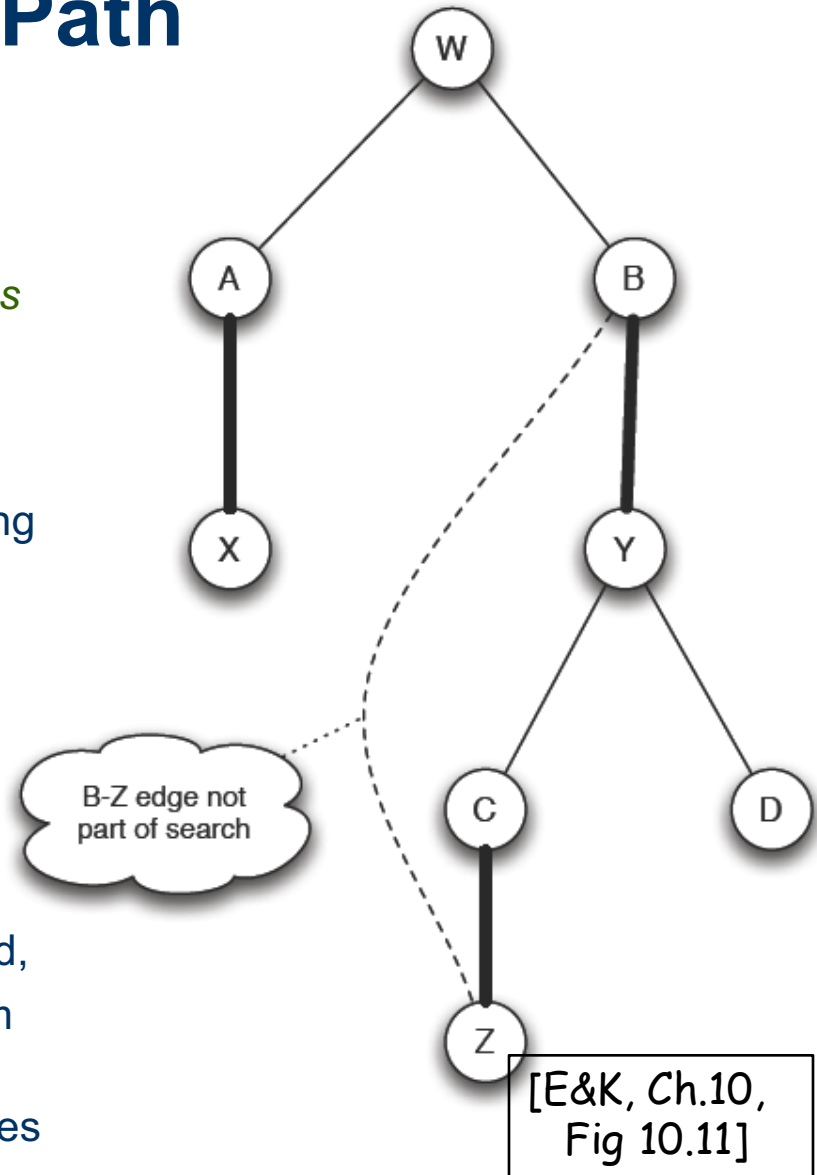 Path
W
A
B
s
ng
X
Y
B-Z edge not
part of search
C
D
d,
Z
[E&K, Ch.10,
Fig 10.11]
es